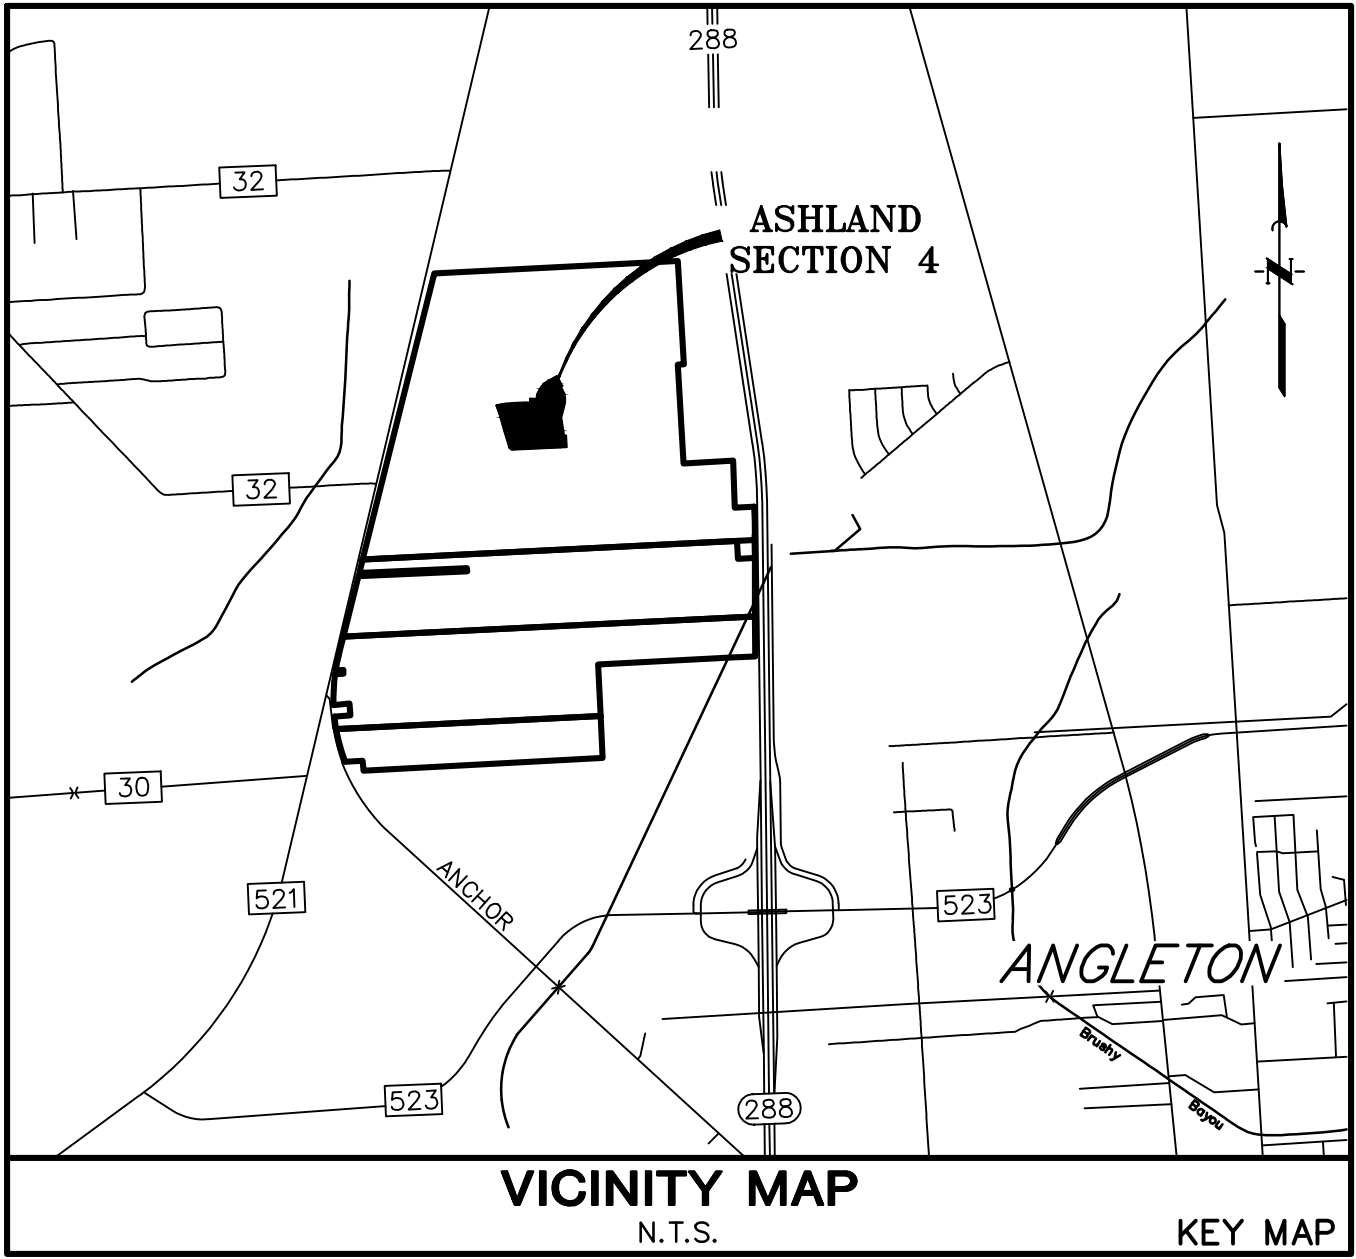 288
32
ASHLAND
SECTION 4
N
32
30
521
ANCHOR
523
ANGLETON
Brushy
523
288
Bayou
VICINITY MAP
N.T.S.
KEY MAP